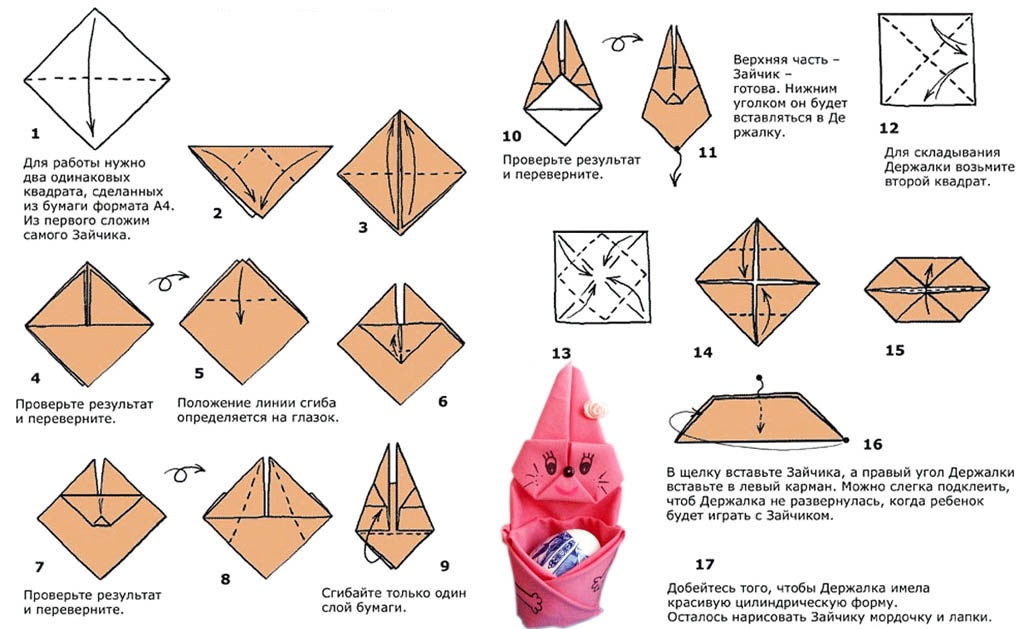 1
Для работы нужно
два одинаковых
квадрата, сделанных
из бумаги формата А4.
Из первого сложим
самого Зайчика.
2
3
4
Проверьте результат
и переверните.
5
Положение линии сгиба
определяется на глазок.
6
7
Проверьте результат
и переверните.
8
9
Сгибайте только один
слой бумаги.
10
Проверьте результат
и переверните.
11
Верхняя часть –
Зайчик –
готова. Нижним
уголком он будет
вставляться в Де
ржалку.
12
Для складывания
Держалки возьмите
второй квадрат.
13
14
15
16
В щелку вставьте Зайчика, а правый угол Держалки
вставьте в левый карман. Можно слегка подклеить,
чтоб Держалка не развернулась, когда ребенок
будет играть с Зайчиком.
17
Добейтесь того, чтобы Держалка имела
красивую цилиндрическую форму.
Осталось нарисовать Зайчику мордочку и лапки.